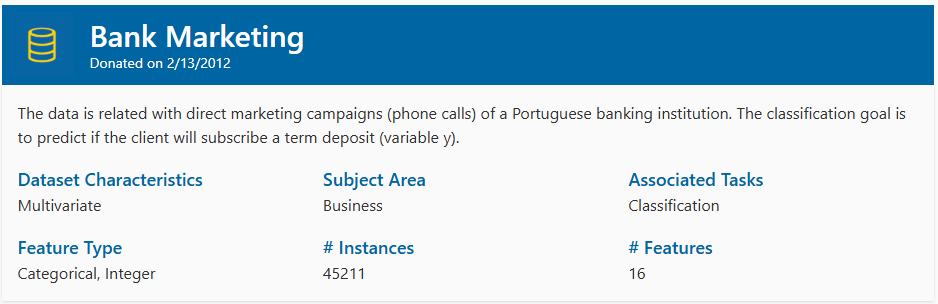 Bank Marketing
Donated on 2/13/2012
The data is related with direct marketing campaigns (phone calls) of a Portuguese banking institution. The classification goal is
to predict if the client will subscribe a term deposit (variable y).
Dataset Characteristics
Multivariate
Subject Area
Business
Associated Tasks
Classification
Feature Type
Categorical, Integer
# Instances
45211
# Features
16